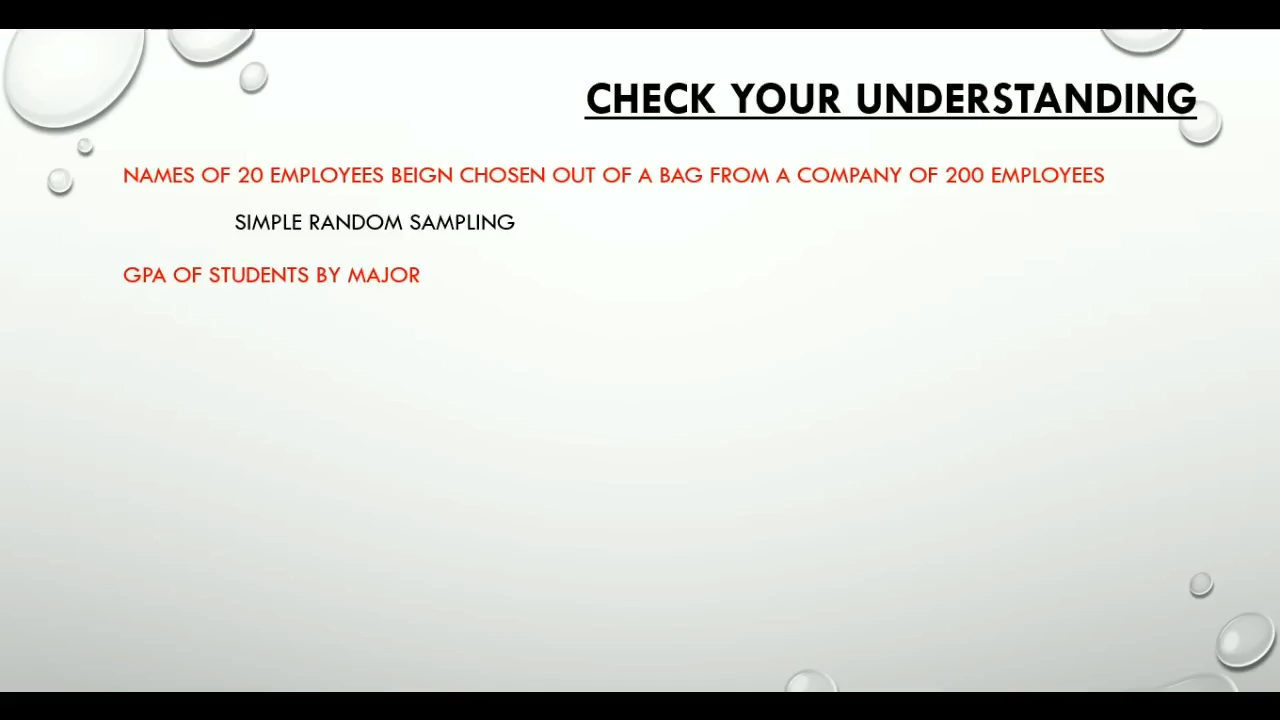 CHECK YOUR UNDERSTANDING
NAMES OF 20 EMPLOYEES BEIGN CHOSEN OUT OF A BAG FROM A COMPANY OF 200 EMPLOYEES
SIMPLE RANDOM SAMPLING
GPA OF STUDENTS BY MAJOR